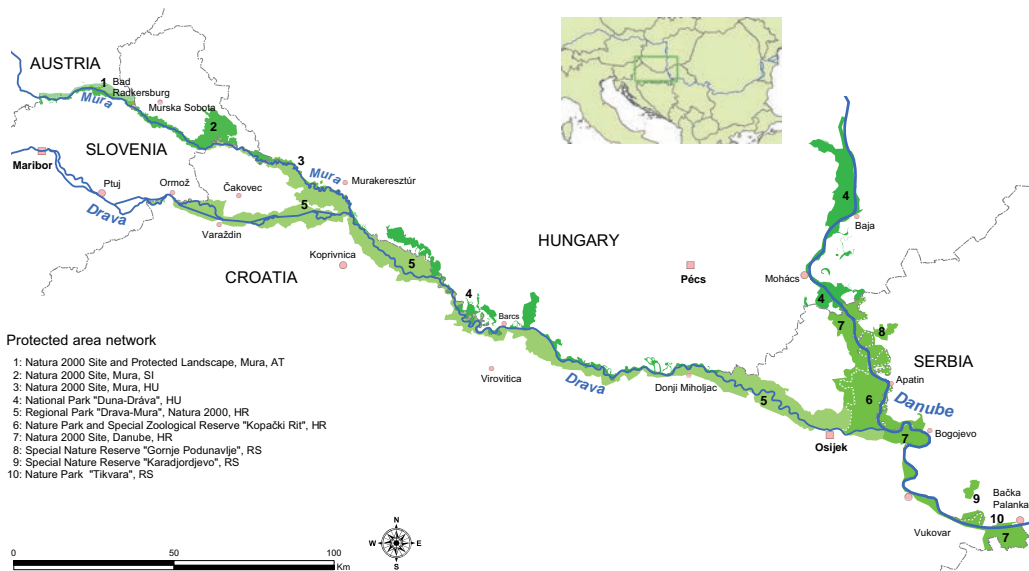 AUSTRIA
1
Bad
Radkersburg
Mura
Murska Sobota
2
SLOVENIA
Maribor
3
Mura
Murakeresztúr
Ptuj
Ormož
Čakovec
5
Drava
Varaždin
4
Baja
HUNGARY
Koprivnica
5
CROATIA
Pécs
Mohács
4
4
7
8
Barcs
SERBIA
Protected area network
1: Natura 2000 Site and Protected Landscape, Mura, AT
2: Natura 2000 Site, Mura, SI
3: Natura 2000 Site, Mura, HU
4: National Park "Duna-Dráva", HU
5: Regional Park "Drava-Mura", Natura 2000, HR
6: Nature Park and Special Zoological Reserve "Kopački Rit", HR
7: Natura 2000 Site, Danube, HR
8: Special Nature Reserve "Gornje Podunavlje", RS
9: Special Nature Reserve "Karadjordjevo", RS
10: Nature Park "Tikvara", RS
Virovitica
Drava
Donji Miholjac
5
Apatin
6
Danube
Osijek
7
Bogojevo
9
Bačka
Palanka
10
Vukovar
7
N
W
E
S
0
50
100
Km